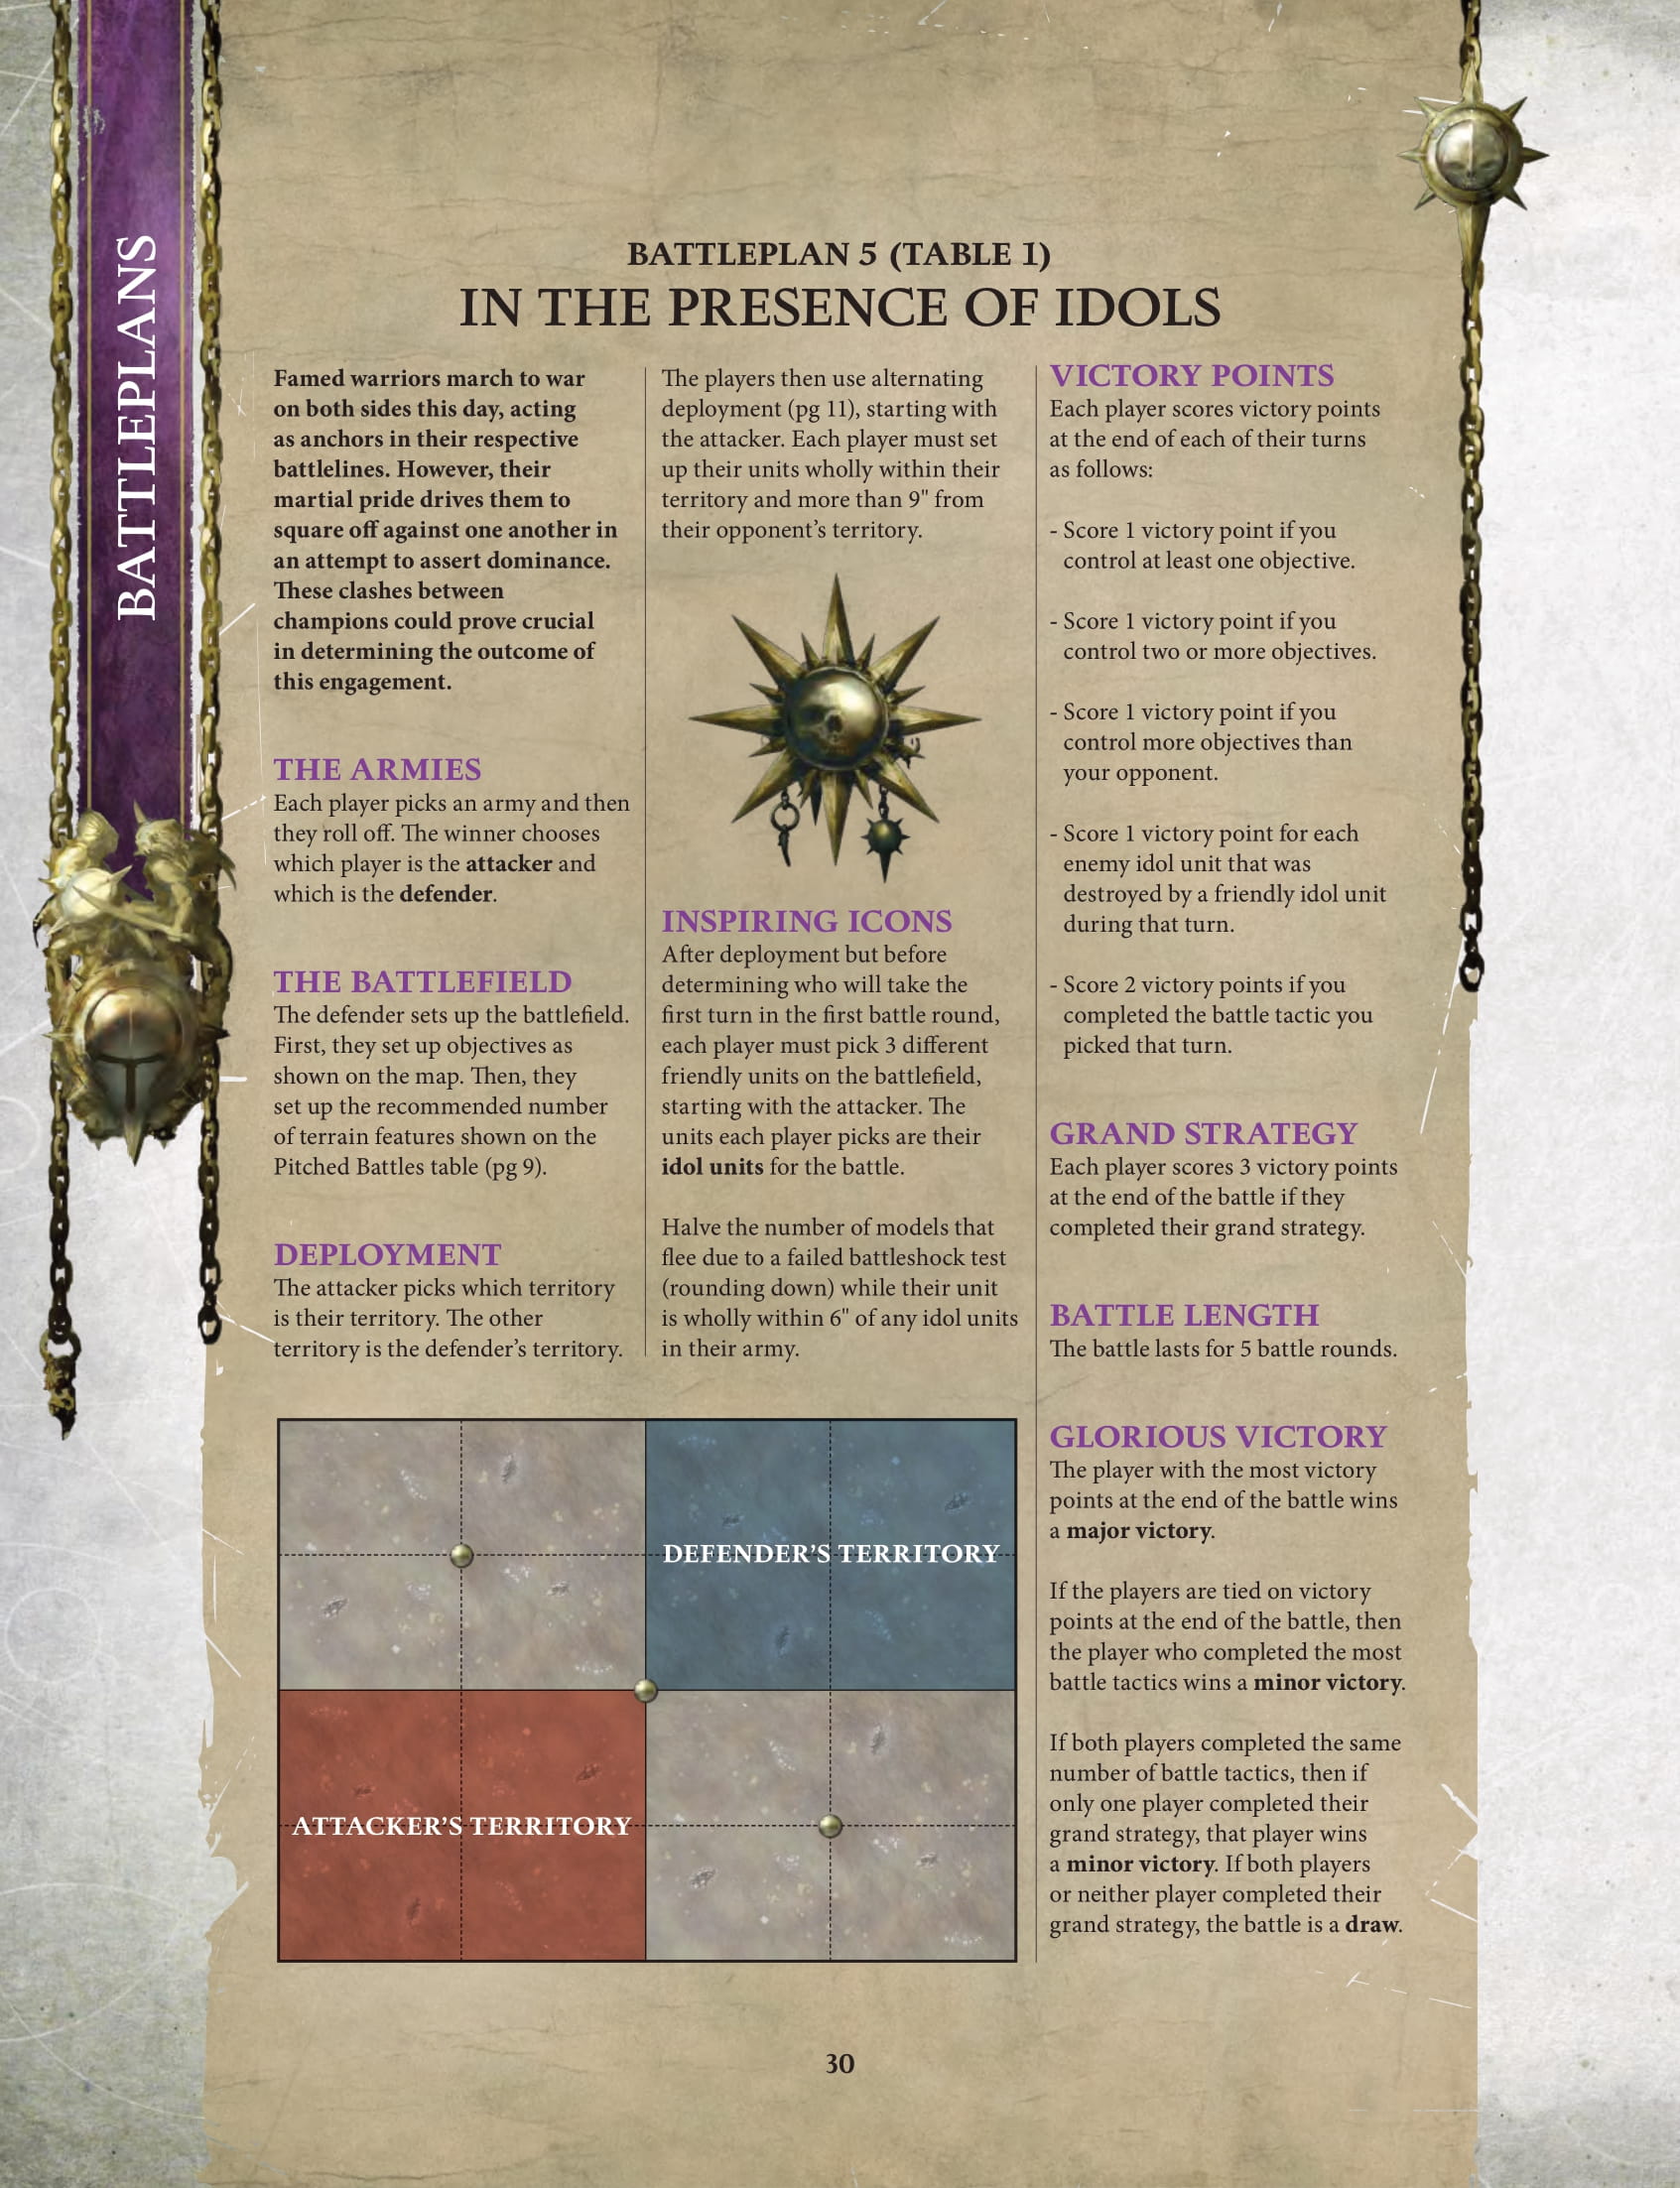 BATTLEPLANS
BATTLEPLAN 5 (TABLE 1)
IN THE PRESENCE OF IDOLS
Famed warriors march to war
on both sides this day, acting
as anchors in their respective
battlelines. However, their
martial pride drives them to
square off against one another in
an attempt to assert dominance.
These clashes between
champions could prove crucial
in determining the outcome of
this engagement.
THE ARMIES
Each player picks an army and then
they roll off. The winner chooses
which player is the attacker and
which is the defender.
THE BATTLEFIELD
The defender sets up the battlefield.
First, they set up objectives as
shown on the map. Then, they
set up the recommended number
of terrain features shown on the
Pitched Battles table (pg 9).
DEPLOYMENT
The attacker picks which territory
is their territory. The other
territory is the defender's territory.
The players then use alternating
deployment (pg 11), starting with
the attacker. Each player must set
up their units wholly within their
territory and more than 9" from
their opponent's territory.
INSPIRING ICONS
After deployment but before
determining who will take the
first turn in the first battle round,
each player must pick 3 different
friendly units on the battlefield,
starting with the attacker. The
units each player picks are their
idol units for the battle.
Halve the number of models that
flee due to a failed battleshock test
(rounding down) while their unit
is wholly within 6" of any idol units
in their army.
VICTORY POINTS
Each player scores victory points
at the end of each of their turns
as follows:
- Score 1 victory point if you
control at least one objective.
- Score 1 victory point if you
control two or more objectives.
- Score 1 victory point if you
control more objectives than
your opponent.
- Score 1 victory point for each
enemy idol unit that was
destroyed by a friendly idol unit
during that turn.
- Score 2 victory points if you
completed the battle tactic you
picked that turn.
GRAND STRATEGY
Each player scores 3 victory points
at the end of the battle if they
completed their grand strategy.
BATTLE LENGTH
The battle lasts for 5 battle rounds.
GLORIOUS VICTORY
The player with the most victory
points at the end of the battle wins
a major victory.
If the players are tied on victory
points at the end of the battle, then
the player who completed the most
battle tactics wins a minor victory.
If both players completed the same
number of battle tactics, then if
only one player completed their
grand strategy, that player wins
a minor victory. If both players
or neither player completed their
grand strategy, the battle is a draw.
DEFENDER'S TERRITORY
ATTACKER'S TERRITORY
30